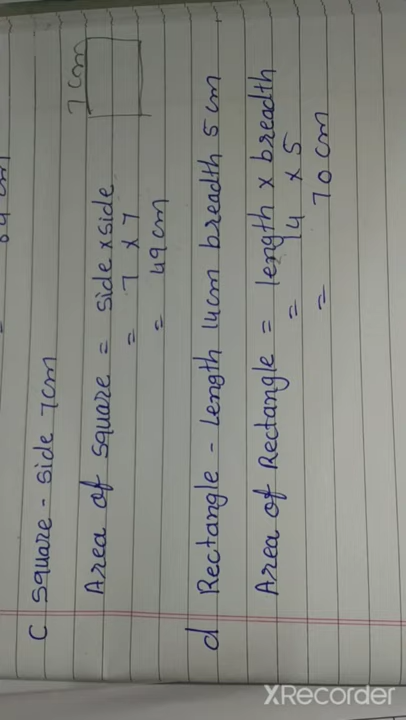 7cm
C Square - side 7cm
Area of square = side x side
= 7 x 7
= 49 cm
d Rectangle - Length 14cm breadth 5 cm
Area of Rectangle = length x breadth
= 14 x 5
= 70 cm
XRecorder